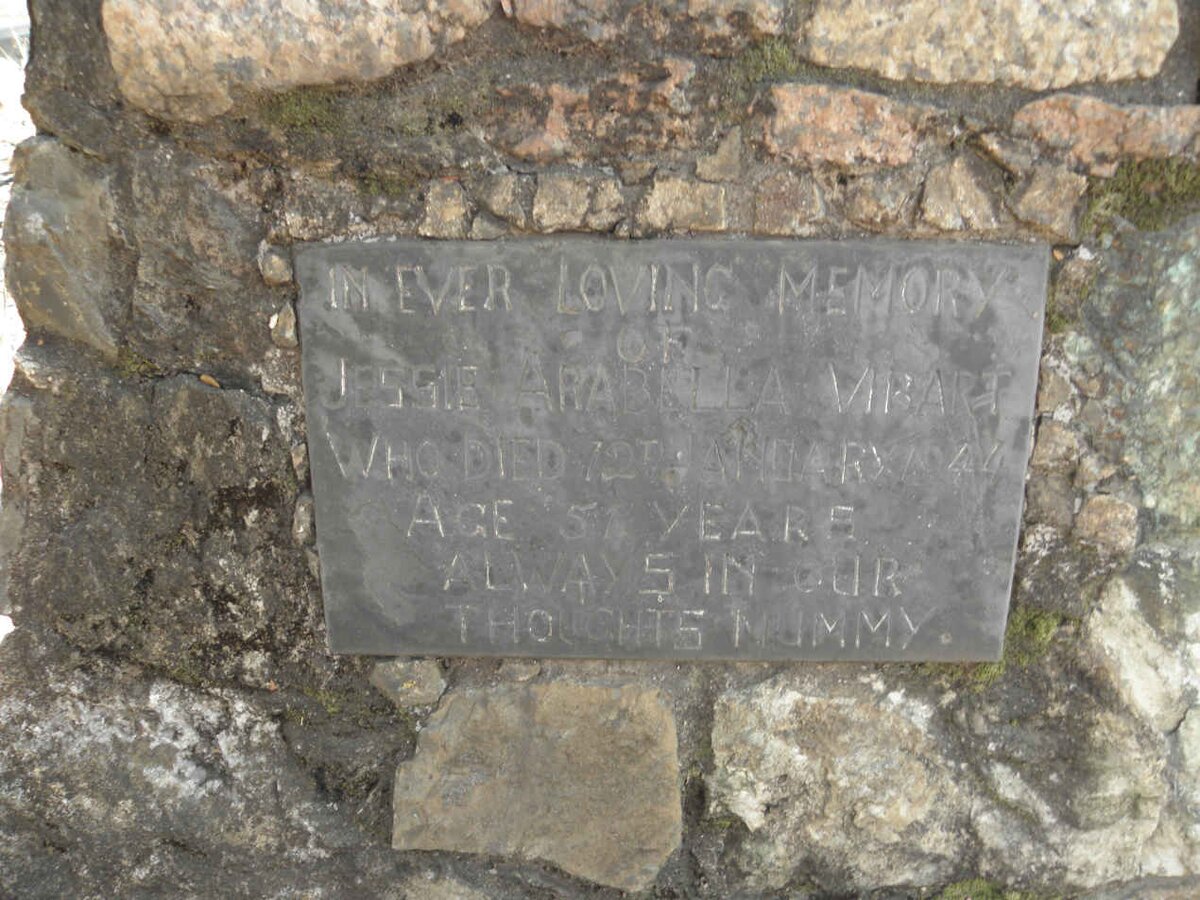 IN EVER LOVING MEMORY
OF
JESSIE ARABELLA VIBART
WHO DIED 12TH JANUARY 1944
AGE 57 YEARS
ALWAYS IN OUR
THOUGHTS MUMMY